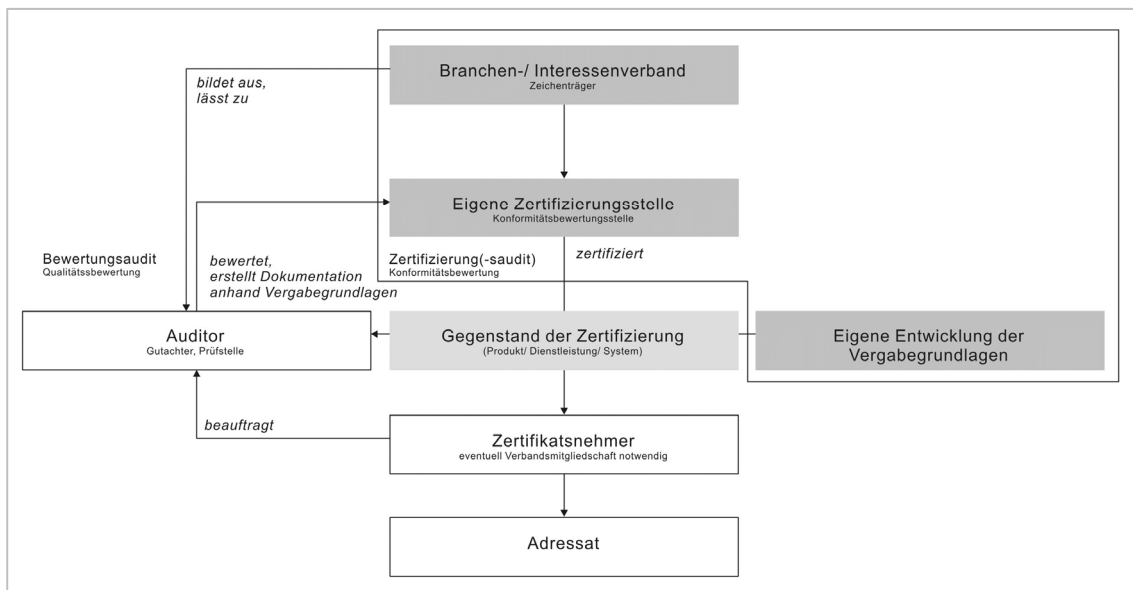 Branchen-/ Interessenverband
Zeichenträger
bildet aus,
lässt zu
Eigene Zertifizierungsstelle
Konformitätsbewertungsstelle
Bewertungsaudit
Qualitätssbewertung
bewertet,
erstellt Dokumentation
anhand Vergabegrundlagen
Zertifizierung(-saudit)
Konformitätsbewertung
zertifiziert
Auditor
Gutachter, Prüfstelle
Gegenstand der Zertifizierung
(Produkt/ Dienstleistung/ System)
Eigene Entwicklung der
Vergabegrundlagen
beauftragt
Zertifikatsnehmer
eventuell Verbandsmitgliedschaft notwendig
Adressat